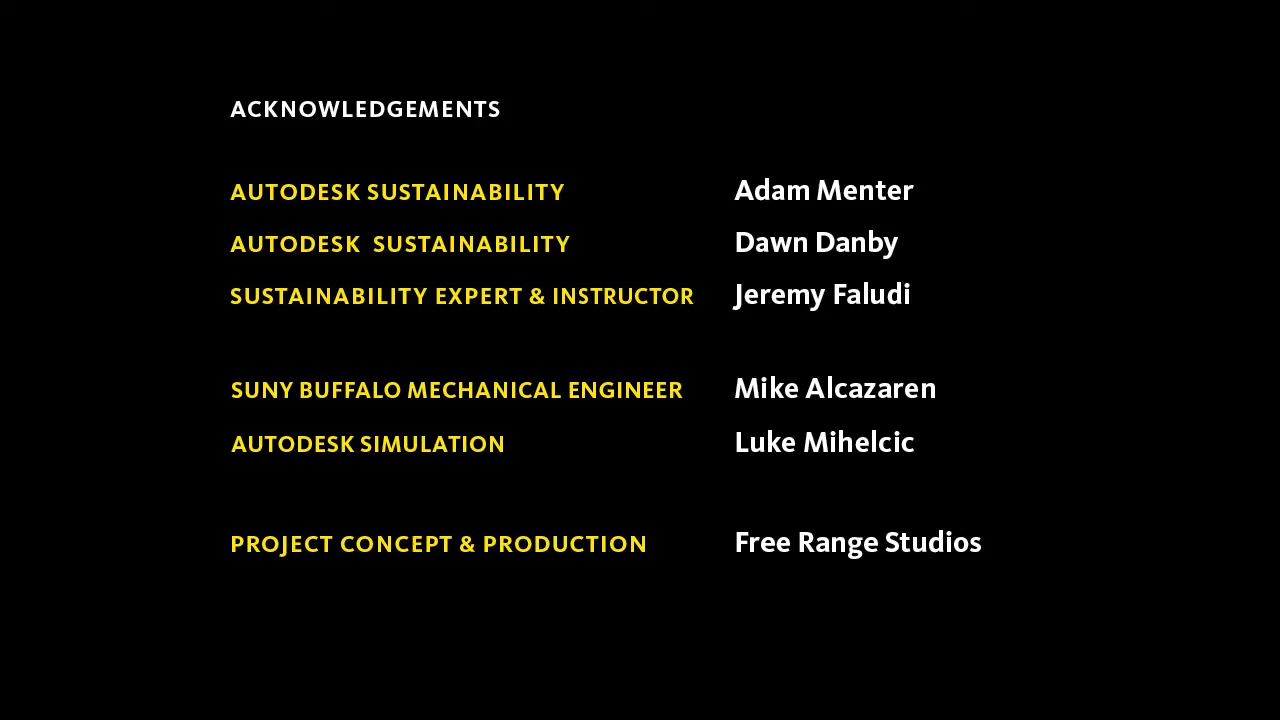 ACKNOWLEDGEMENTS
AUTODESK SUSTAINABILITY Adam Menter
AUTODESK SUSTAINABILITY Dawn Danby
SUSTAINABILITY EXPERT & INSTRUCTOR Jeremy Faludi
SUNY BUFFALO MECHANICAL ENGINEER Mike Alcazaren
AUTODESK SIMULATION Luke Mihelcic
PROJECT CONCEPT & PRODUCTION Free Range Studios